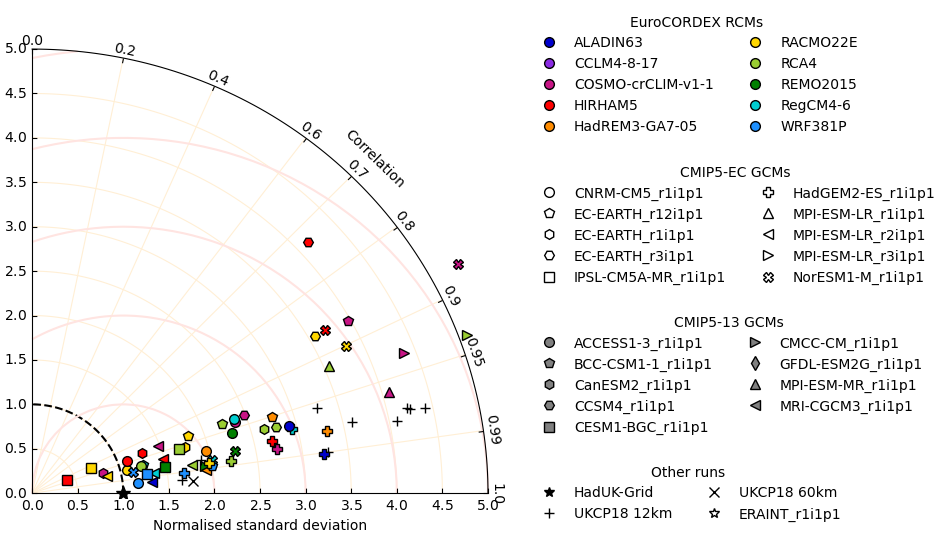 0.0
0.2
0.4
0.6
0.7
0.8
0.9
0.95
0.99
1.0
Correlation
5.0
4.5
4.0
3.5
3.0
2.5
2.0
1.5
1.0
0.5
0.0
0.0 0.5 1.0 1.5 2.0 2.5 3.0 3.5 4.0 4.5 5.0
Normalised standard deviation
EuroCORDEX RCMs
ALADIN63
CCLM4-8-17
COSMO-crCLIM-v1-1
HIRHAM5
HadREM3-GA7-05
RACMO22E
RCA4
REMO2015
RegCM4-6
WRF381P
CMIP5-EC GCMs
CNRM-CM5_r1i1p1
EC-EARTH_r12i1p1
EC-EARTH_r1i1p1
EC-EARTH_r3i1p1
IPSL-CM5A-MR_r1i1p1
HadGEM2-ES_r1i1p1
MPI-ESM-LR_r1i1p1
MPI-ESM-LR_r2i1p1
MPI-ESM-LR_r3i1p1
NorESM1-M_r1i1p1
CMIP5-13 GCMs
ACCESS1-3_r1i1p1
BCC-CSM1-1_r1i1p1
CanESM2_r1i1p1
CCSM4_r1i1p1
CESM1-BGC_r1i1p1
CMCC-CM_r1i1p1
GFDL-ESM2G_r1i1p1
MPI-ESM-MR_r1i1p1
MRI-CGCM3_r1i1p1
Other runs
HadUK-Grid
UKCP18 12km
UKCP18 60km
ERAINT_r1i1p1